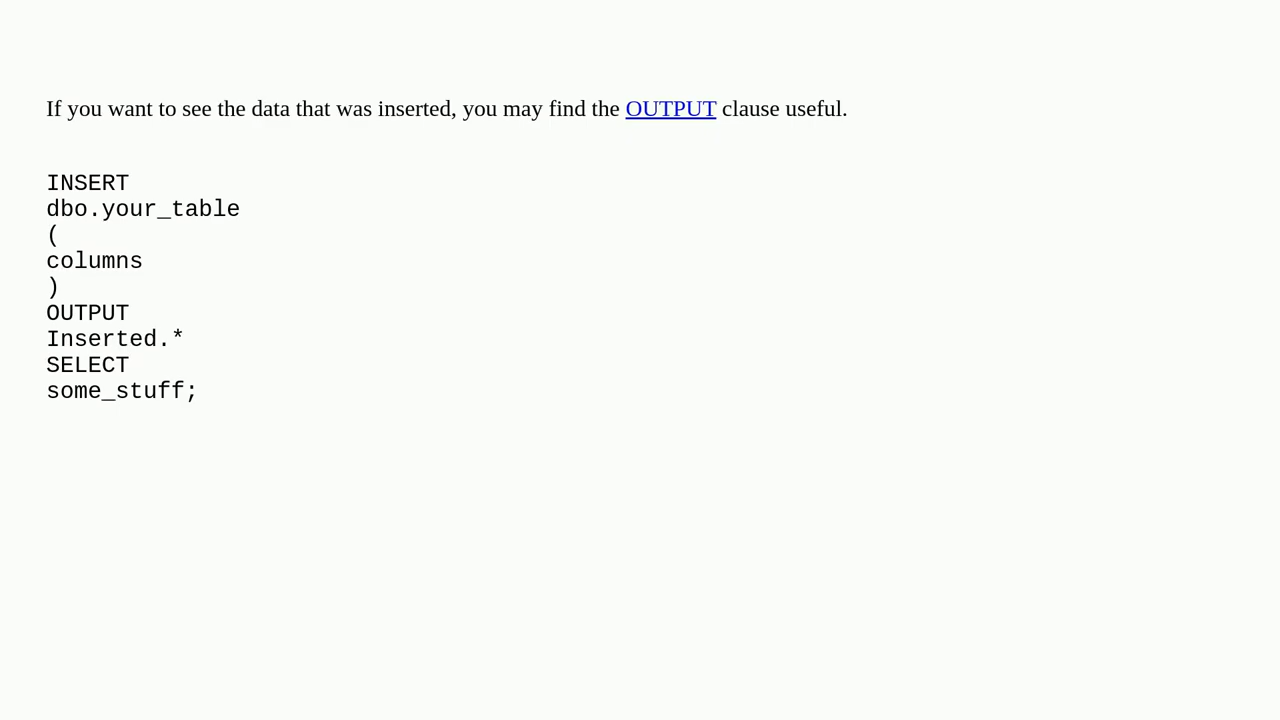 If you want to see the data that was inserted, you may find the OUTPUT clause useful.
INSERT
dbo.your_table
(
columns
)
OUTPUT
Inserted.*
SELECT
some_stuff;